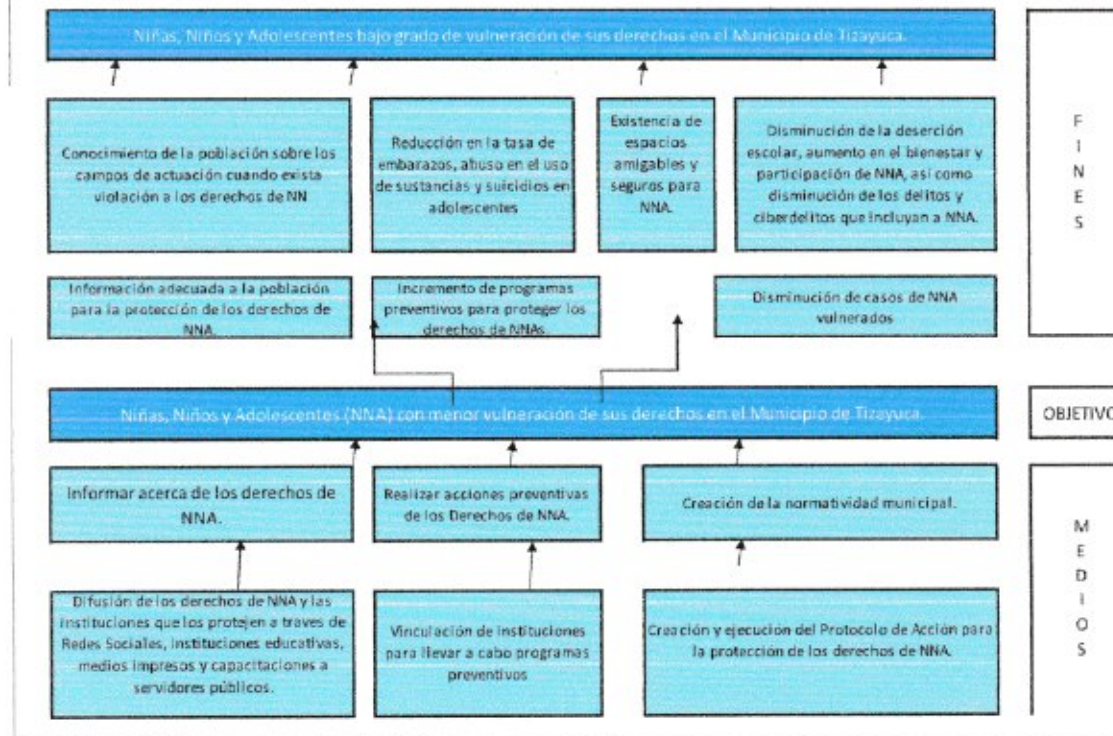 Niñas, Niños y Adolescentes bajo grado de vulneración de sus derechos en el Municipio de Tizayuca.
Conocimiento de la población sobre los
campos de actuación cuando exista
violación a los derechos de NN
Reducción en la tasa de
embarazos, abuso en el uso
de sustancias y suicidios en
adolescentes
Existencia de
espacios
amigables y
seguros para
NNA.
Disminución de la deserción
escolar, aumento en el bienestar y
participación de NNA, así como
disminución de los delitos y
ciberdelitos que incluyan a NNA.
F
I
N
E
S
Información adecuada a la población
para la protección de los derechos de
NNA.
Incremento de programas
preventivos para proteger los
derechos de NNAs.
Disminución de casos de NNA
vulnerados
Niñas, Niños y Adolescentes (NNA) con menor vulneración de sus derechos en el Municipio de Tizayuca.
OBJETIVO
Informar acerca de los derechos de
NNA.
Realizar acciones preventivas
de los Derechos de NNA.
Creación de la normatividad municipal.
M
E
D
I
O
S
Difusión de los derechos de NNA y las
instituciones que los protejen a traves de
Redes Sociales, instituciones educativas,
medios impresos y capacitaciones a
servidores públicos.
Vinculación de instituciones
para llevar a cabo programas
preventivos
Creación y ejecución del Protocolo de Acción para
la protección de los derechos de NNA.